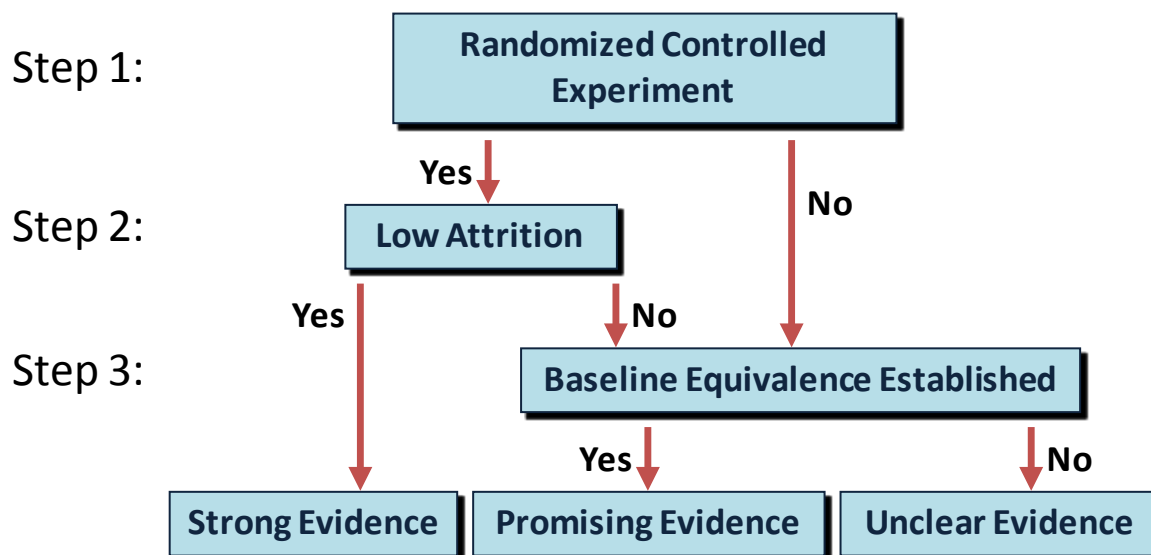 Step 1:
Randomized Controlled
Experiment
Yes
No
Step 2:
Low Attrition
Yes
No
Step 3:
Baseline Equivalence Established
Yes
No
Strong Evidence
Promising Evidence
Unclear Evidence